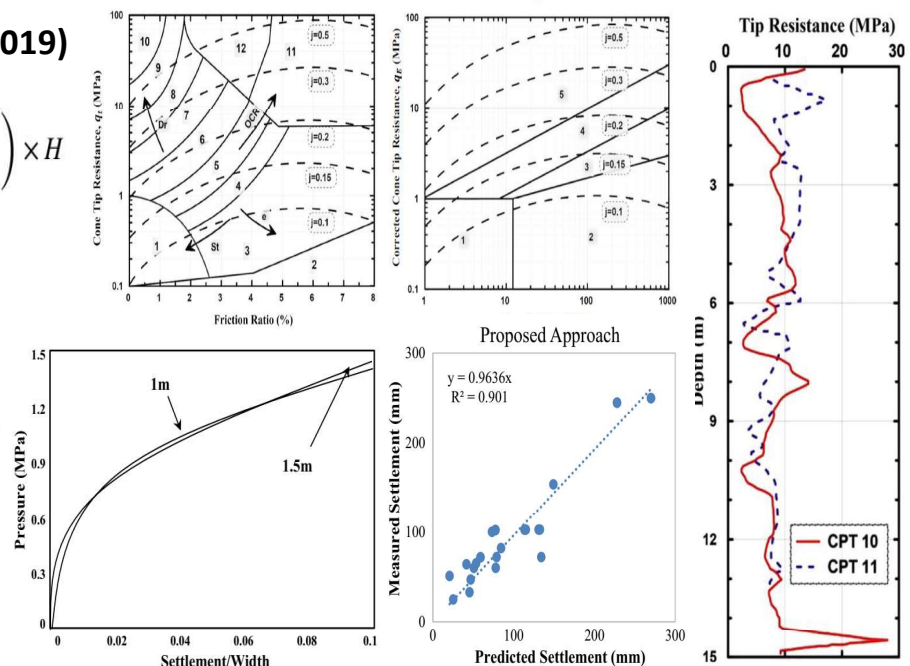 019)
) × H
Cone Tip Resistance, qt (MPa)
100
10
1
0.1
10
12
11
9
8
7
6
5
4
3
2
1
Dr
OCR
St
e
j=0.5
j=0.3
j=0.2
j=0.15
j=0.1
0 1 2 3 4 5 6 7 8
Friction Ratio (%)
Corrected Cone Tip Resistance, qE (MPa)
100
10
1
0.1
j=0.5
j=0.3
j=0.2
j=0.15
j=0.1
5
4
3
1
2
1 10 100 1000
Tip Resistance (MPa)
0 10 20 30
0
3
6
9
12
15
Depth (m)
CPT 10
CPT 11
Pressure (MPa)
1.5
1.2
0.9
0.6
0.3
0
1m
1.5m
0 0.02 0.04 0.06 0.08 0.1
Settlement/Width
Proposed Approach
Measured Settlement (mm)
300
200
100
0
y = 0.9636x
R² = 0.901
0 100 200 300
Predicted Settlement (mm)